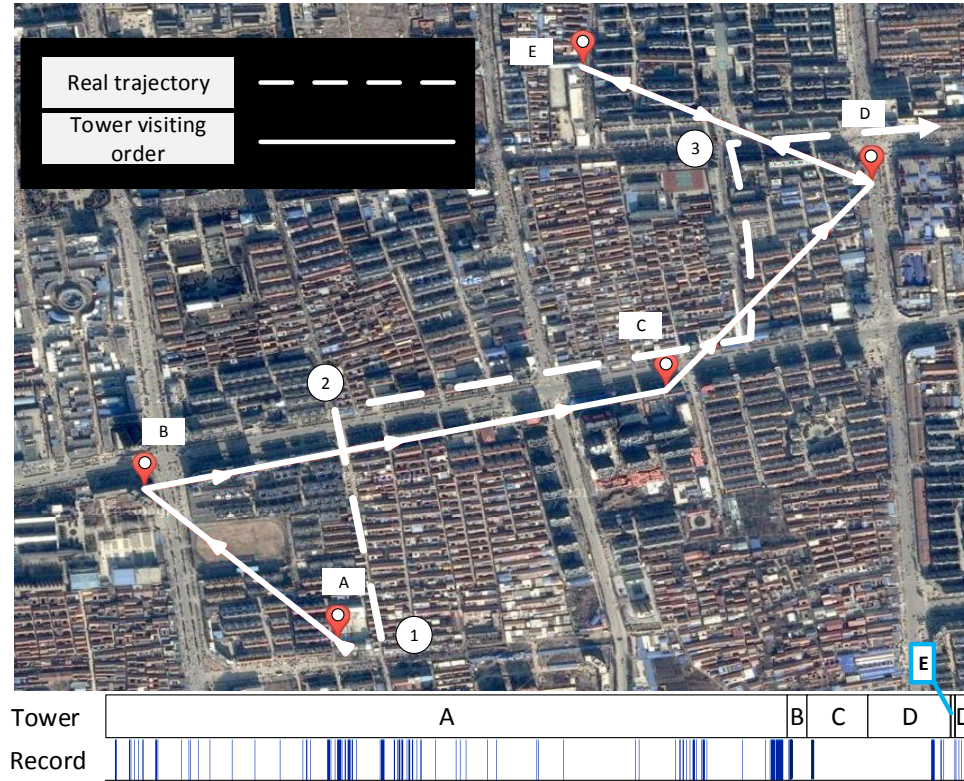 Real trajectory
Tower visiting
order
E
D
3
C
2
B
A
1
E
Tower A B C D D
Record